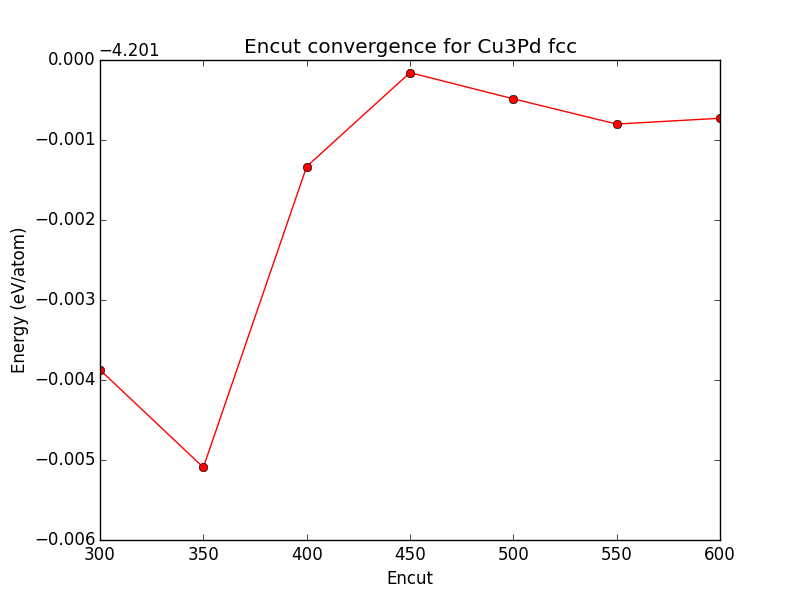 Encut convergence for Cu3Pd fcc
−4.201
0.000
−0.001
−0.002
−0.003
−0.004
−0.005
−0.006
Energy (eV/atom)
300 350 400 450 500 550 600
Encut